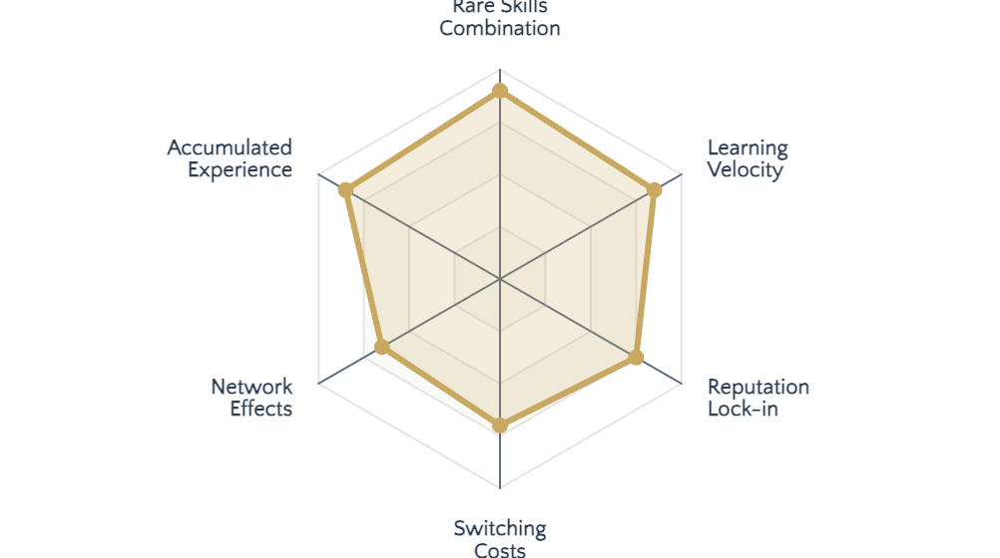 Rare Skills
Combination
Accumulated
Experience
Learning
Velocity
Network
Effects
Reputation
Lock-in
Switching
Costs